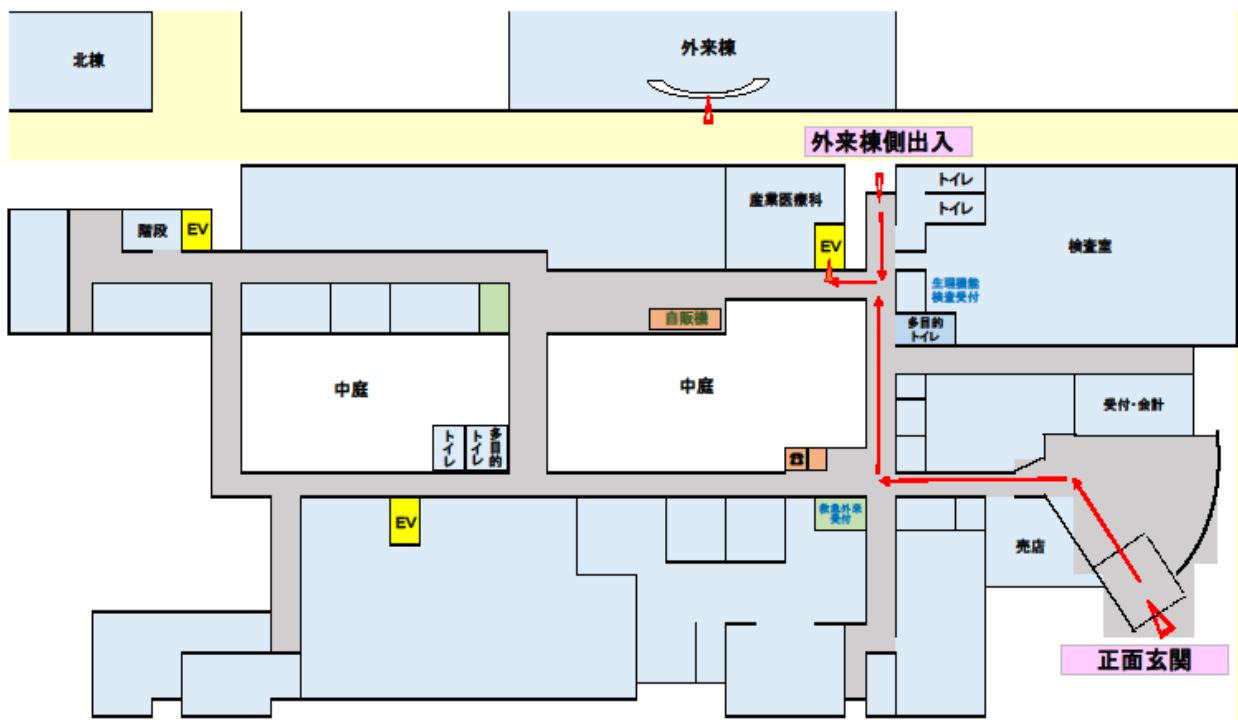 北棟
外来棟
外来棟側出入
産業医療科
トイレ
トイレ
階段
EV
EV
検査室
生理機能
検査受付
自販機
多目的
トイレ
中庭
中庭
受付・会計
トイレ
多目的
トイレ
☎
EV
救急外来
受付
売店
正面玄関